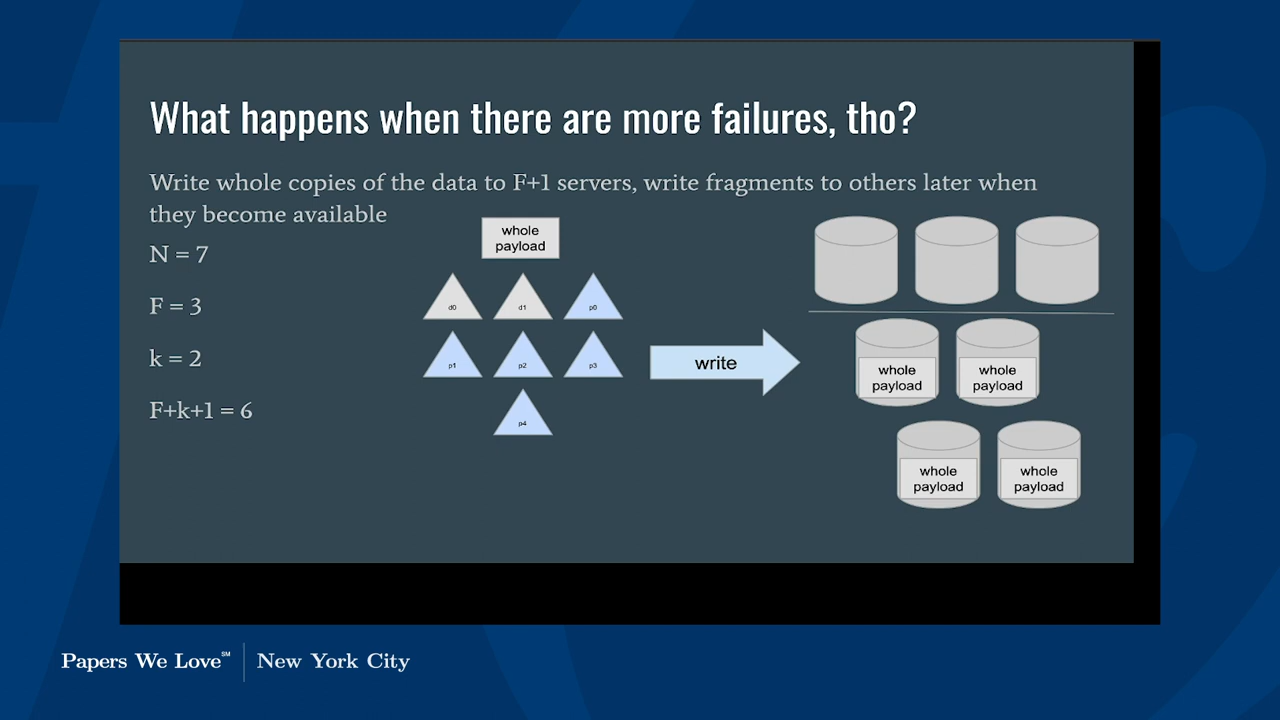 What happens when there are more failures, tho?
Write whole copies of the data to F+1 servers, write fragments to others later when
they become available
N = 7
F = 3
k = 2
F+k+1 = 6
whole
payload
d0
d1
p0
p1
p2
p3
p4
write
whole
payload
whole
payload
whole
payload
whole
payload
Papers We Love℠
New York City